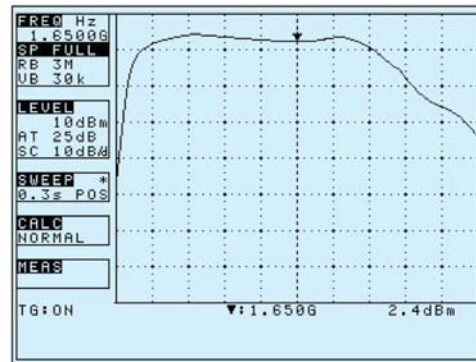 FREQ Hz
1.6500G
SP FULL
RB 3M
VB 30k
LEVEL
10dBm
AT 25dB
SC 10dB/d
SWEEP *
0.3s POS
CALC
NORMAL
MEAS
TG:ON ▼:1.650G 2.4dBm